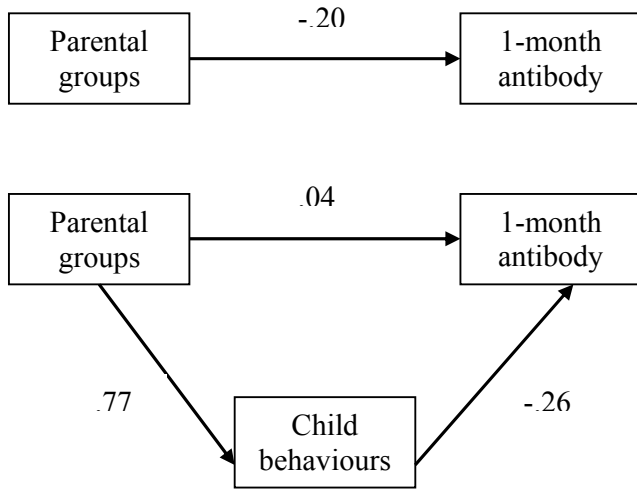 -.20
Parental
groups
1-month
antibody
.04
Parental
groups
1-month
antibody
.77
-.26
Child
behaviours